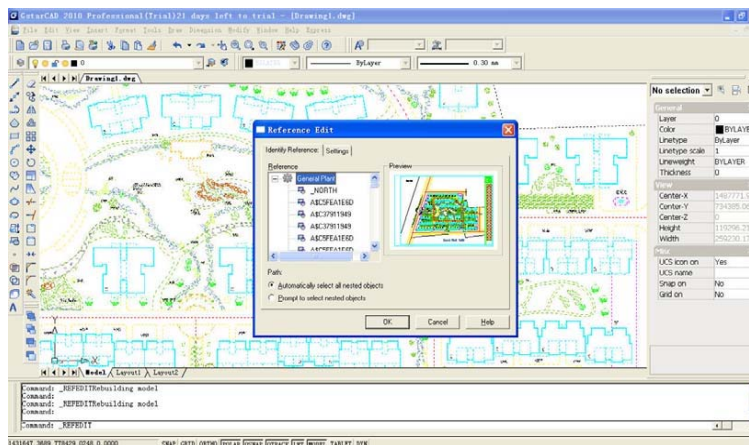 GstarCAD 2010 Professional(Trial)21 days left to trial - [Drawing1.dwg]
File Edit View Insert Format Tools Draw Dimension Modify Window Help Express
ByLayer
0.30 mm
Drawing1.dwg
No selection
General
Layer 0
Color BYLAYE
Linetype ByLayer
Linetype scale 1
Lineweight BYLAYER
Thickness 0
View
Center-X
Center-Y
Center-Z 0
Height
Width
Misc
UCS icon on Yes
UCS name
Snap on No
Grid on No
Reference Edit
Identify Reference: Settings
Reference
General Plant
_NORTH
A$C5FEA1E6D
A$C37911949
A$C37911949
A$C5FEA1E6D
A$C5FEA1E6D
Preview
Path:
Automatically select all nested objects
Prompt to select nested objects
OK Cancel Help
Y
X
Model Layout1 Layout2
Command: _REFEDITRebuilding model
Command:
Command: _REFEDITRebuilding model
Command:
Command: _REFEDIT
SNAP GRID ORTHO POLAR OSNAP OTRACK LWT MODEL TABLET DYN